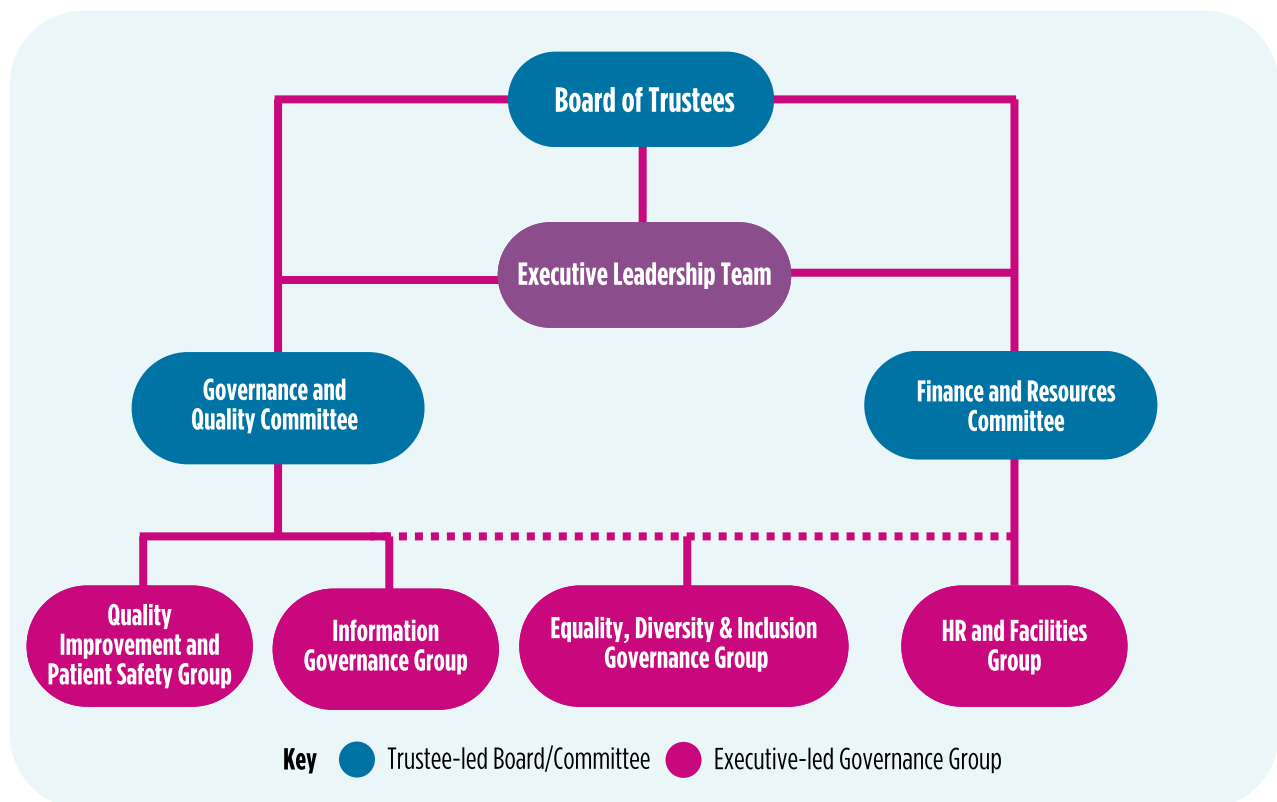 Board of Trustees
Executive Leadership Team
Governance and
Quality Committee
Finance and Resources
Committee
Quality
Improvement and
Patient Safety Group
Information
Governance Group
Equality, Diversity & Inclusion
Governance Group
HR and Facilities
Group
Key
Trustee-led Board/Committee
Executive-led Governance Group